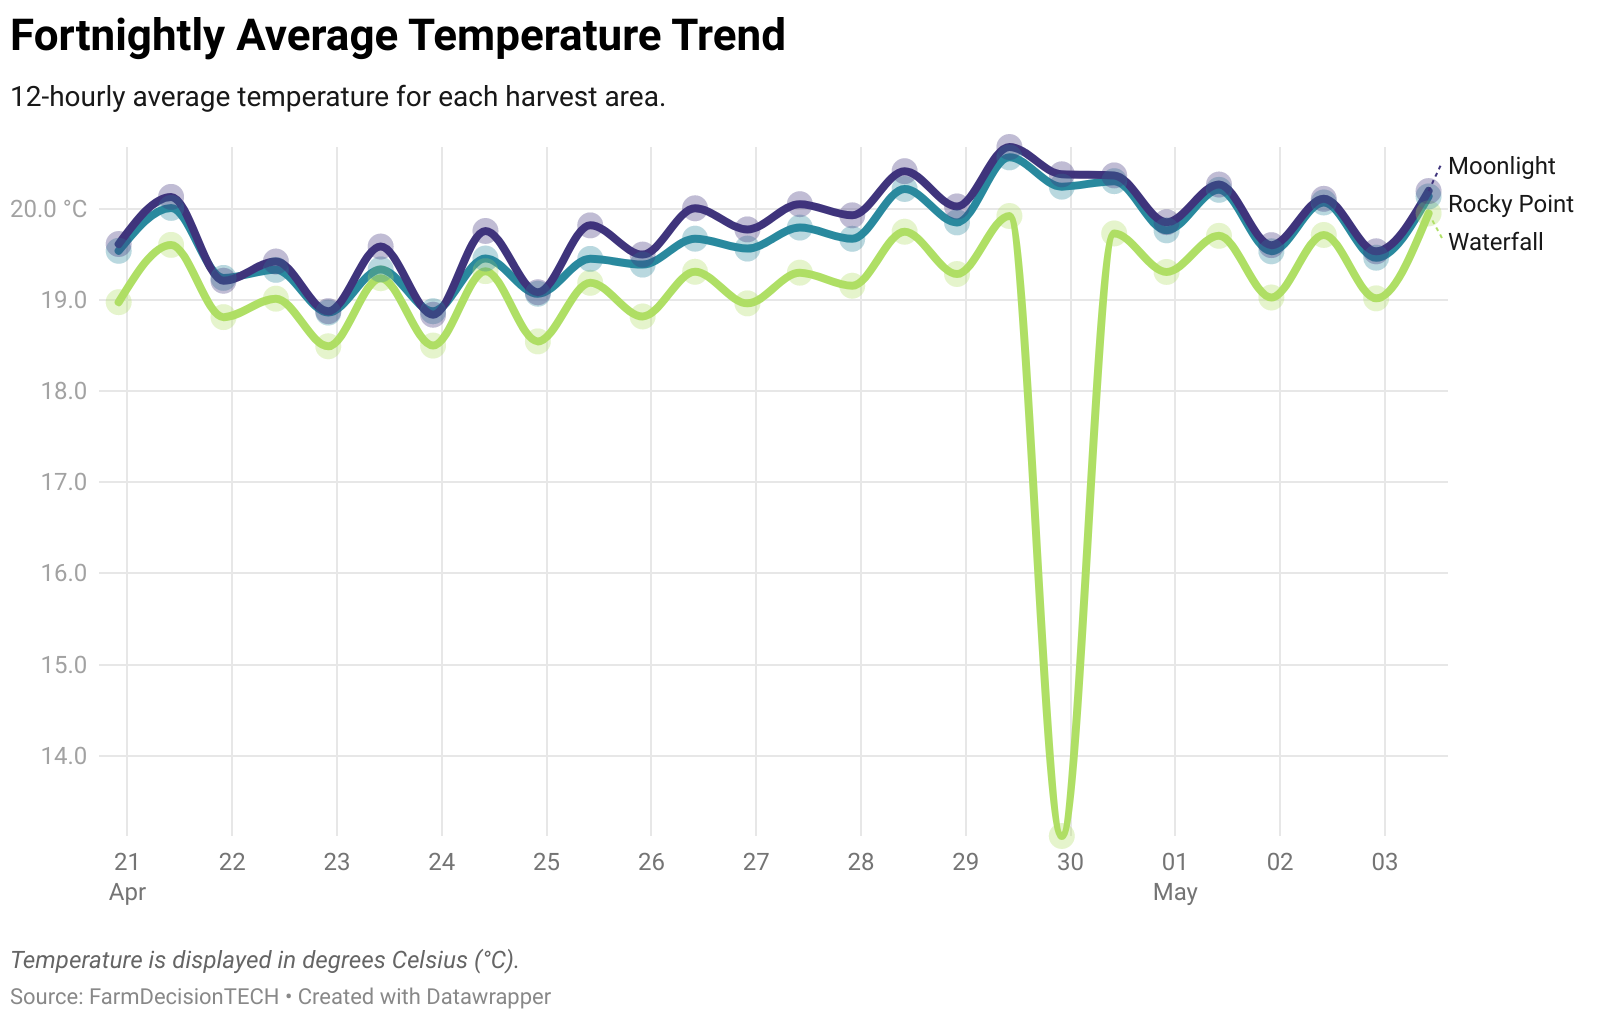 Fortnightly Average Temperature Trend
12-hourly average temperature for each harvest area.
Moonlight
20.0 °C
Rocky Point
Waterfall
19.0
18.0
17.0
16.0
15.0
14.0
21 22 23 24 25 26 27 28 29 30 01 02 03
Apr May
Temperature is displayed in degrees Celsius (°C).
Source: FarmDecisionTECH • Created with Datawrapper